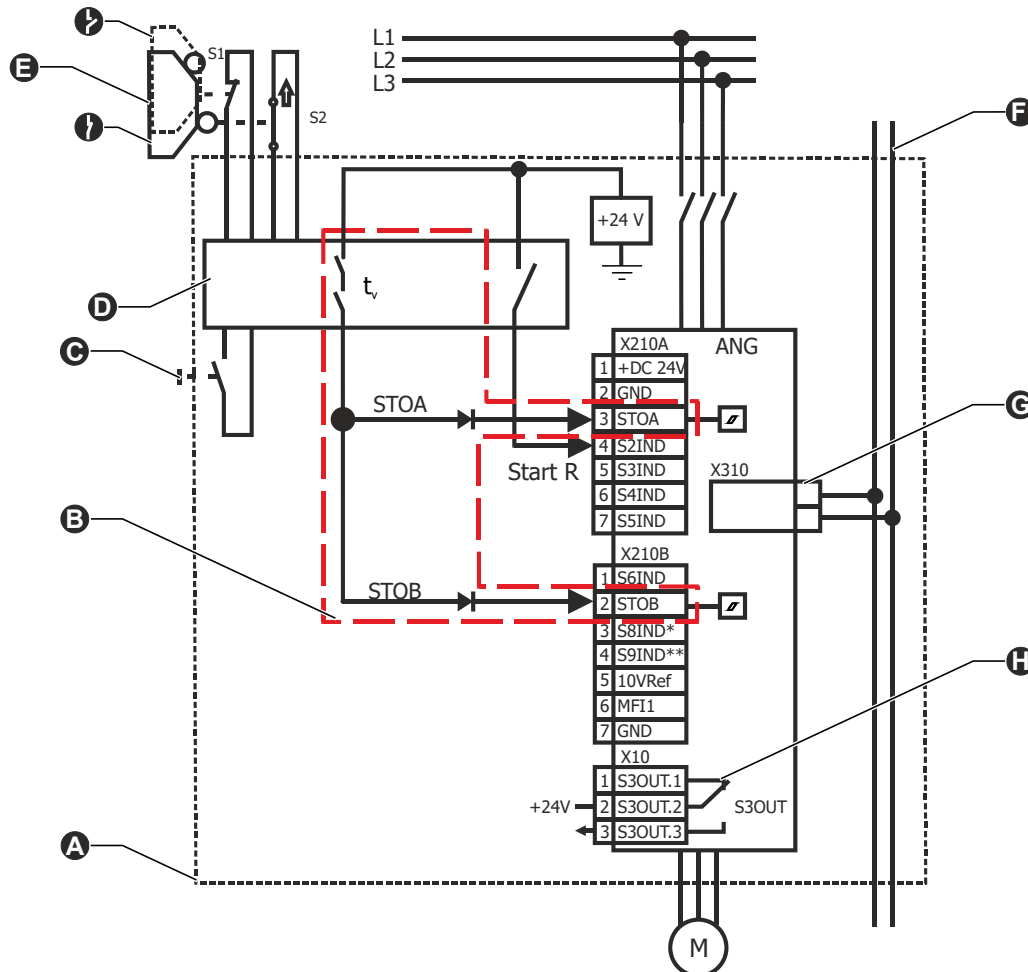 L1
L2
L3
S1
S2
E
F
+24 V
D
tv
C
X210A
ANG
1 +DC 24V
2 GND
STOA
3 STOA
G
4 S2IND
Start R
5 S3IND
X310
6 S4IND
7 S5IND
X210B
1 S6IND
STOB
2 STOB
B
3 S8IND*
4 S9IND**
5 10VRef
H
6 MFI1
7 GND
X10
1 S3OUT.1
+24V
2 S3OUT.2
S3OUT
3 S3OUT.3
A
M